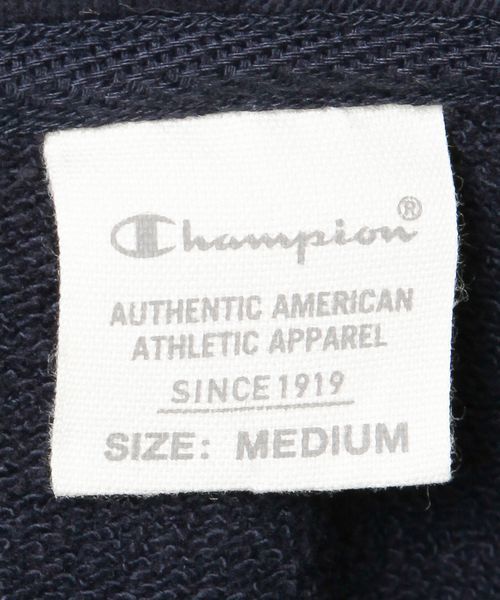 Champion®
AUTHENTIC AMERICAN
ATHLETIC APPAREL
SINCE 1919
SIZE: MEDIUM